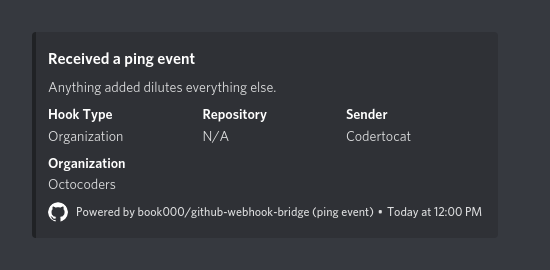 Received a ping event
Anything added dilutes everything else.
Hook Type Repository Sender
Organization N/A Codertocat
Organization
Octocoders
Powered by book000/github-webhook-bridge (ping event) • Today at 12:00 PM